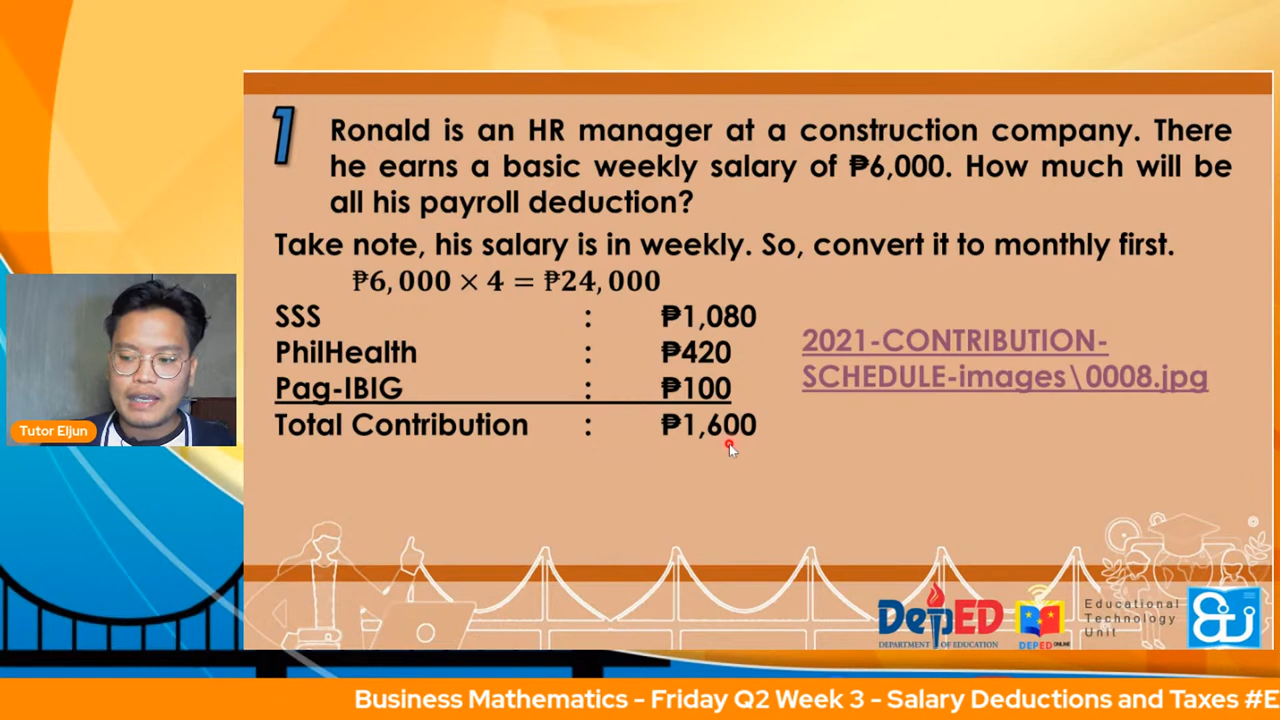 1
Ronald is an HR manager at a construction company. There
he earns a basic weekly salary of ₱6,000. How much will be
all his payroll deduction?
Take note, his salary is in weekly. So, convert it to monthly first.
₱6,000 × 4 = ₱24,000
SSS : ₱1,080
PhilHealth : ₱420
Pag-IBIG : ₱100
Total Contribution : ₱1,600
2021-CONTRIBUTION-
SCHEDULE-images\0008.jpg
Tutor Eljun
DepED
DEPARTMENT OF EDUCATION
DEPED ONLINE
Educational
Technology
Unit
Business Mathematics - Friday Q2 Week 3 - Salary Deductions and Taxes #E